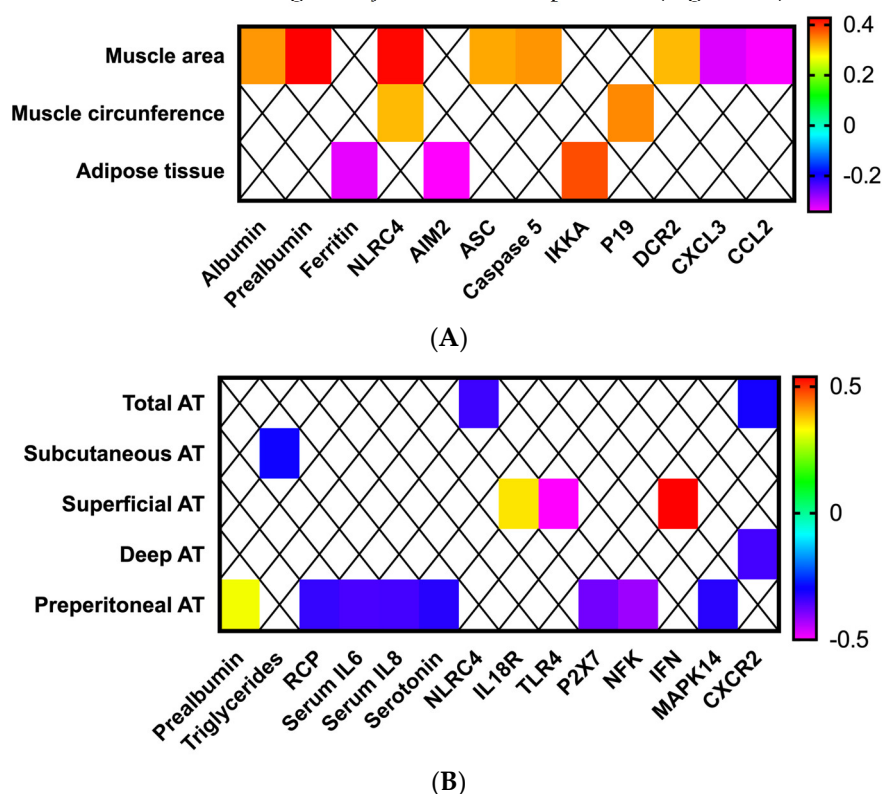 Muscle area
Muscle circunference
Adipose tissue
0.4
0.2
0
-0.2
Albumin
Prealbumin
Ferritin
NLRC4
AIM2
ASC
Caspase 5
IKKA
P19
DCR2
CXCL3
CCL2
(A)
Total AT
Subcutaneous AT
Superficial AT
Deep AT
Preperitoneal AT
0.5
0
-0.5
Prealbumin
Triglycerides
RCP
Serum IL6
Serum IL8
Serotonin
NLRC4
IL18R
TLR4
P2X7
NFK
IFN
MAPK14
CXCR2
(B)